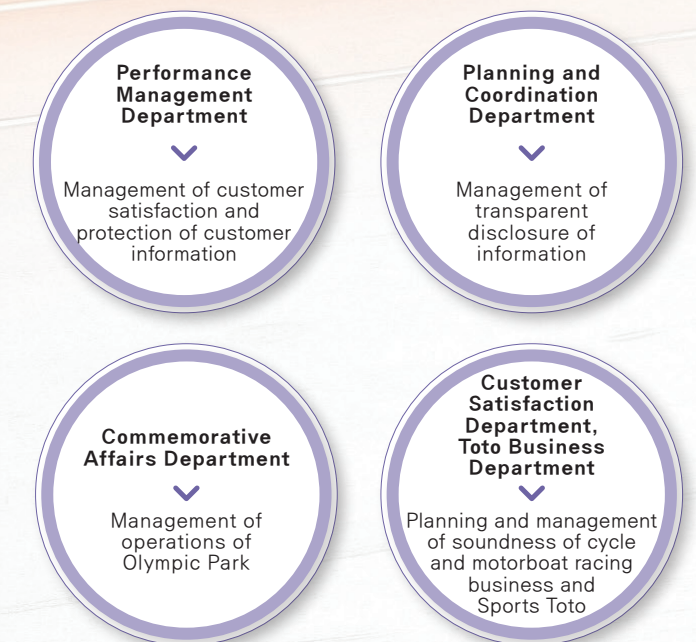 Performance
Management
Department
Management of customer
satisfaction and
protection of customer
information
Planning and
Coordination
Department
Management of
transparent
disclosure of
information
Commemorative
Affairs Department
Management of
operations of
Olympic Park
Customer
Satisfaction
Department,
Toto Business
Department
Planning and management
of soundness of cycle
and motorboat racing
business and
Sports Toto